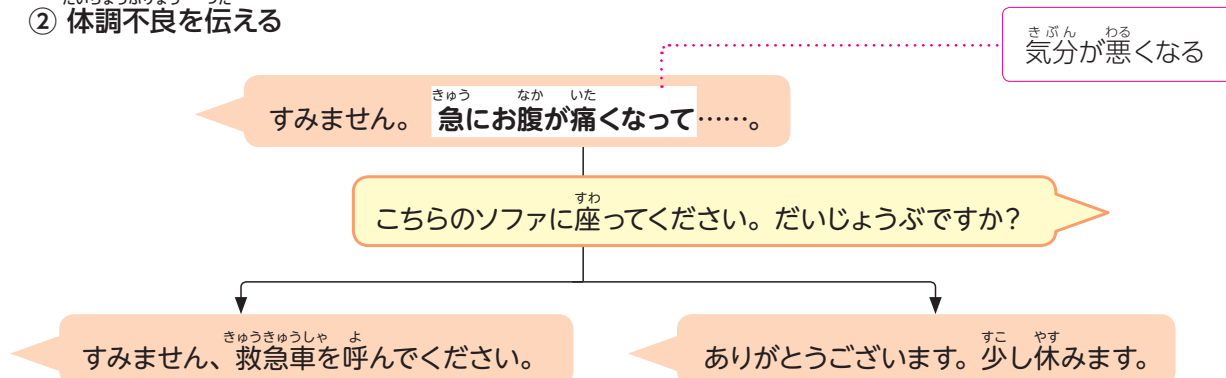 ② 体調不良を伝える
気分が悪くなる
すみません。 急にお腹が痛くなって……。
こちらのソファに座ってください。だいじょうぶですか?
すみません、救急車を呼んでください。
ありがとうございます。少し休みます。